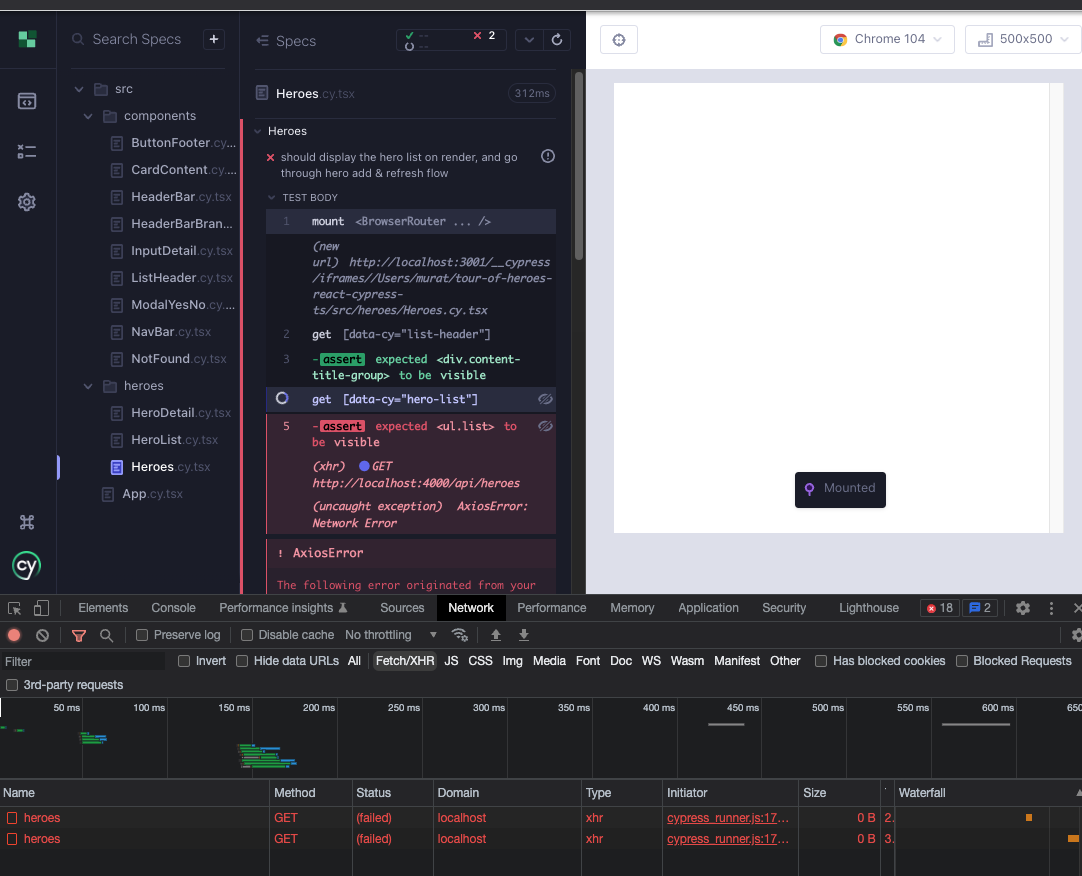 Search Specs
+
src
components
ButtonFooter.cy...
CardContent.cy....
HeaderBar.cy.tsx
HeaderBarBran...
InputDetail.cy.tsx
ListHeader.cy.tsx
ModalYesNo.cy....
NavBar.cy.tsx
NotFound.cy.tsx
heroes
HeroDetail.cy.tsx
HeroList.cy.tsx
Heroes.cy.tsx
App.cy.tsx
cy
Specs
--
--
2
Heroes.cy.tsx
312ms
Heroes
should display the hero list on render, and go
through hero add & refresh flow
TEST BODY
1 mount <BrowserRouter ... />
(new
url) http://localhost:3001/__cypress
/iframes//Users/murat/tour-of-heroes-
react-cypress-
ts/src/heroes/Heroes.cy.tsx
2 get [data-cy="list-header"]
3 -assert expected <div.content-
title-group> to be visible
get [data-cy="hero-list"]
5 -assert expected <ul.list> to
be visible
(xhr) GET
http://localhost:4000/api/heroes
(uncaught exception) AxiosError:
Network Error
! AxiosError
The following error originated from your
Chrome 104
500x500
Mounted
Elements Console Performance insights Sources Network Performance Memory Application Security Lighthouse 18 2
Preserve log Disable cache No throttling
Filter Invert Hide data URLs All Fetch/XHR JS CSS Img Media Font Doc WS Wasm Manifest Other Has blocked cookies Blocked Requests
3rd-party requests
50 ms 100 ms 150 ms 200 ms 250 ms 300 ms 350 ms 400 ms 450 ms 500 ms 550 ms 600 ms 650
Name Method Status Domain Type Initiator Size Waterfall
heroes GET (failed) localhost xhr cypress_runner.js:17... 0 B 2.
heroes GET (failed) localhost xhr cypress_runner.js:17... 0 B 3.